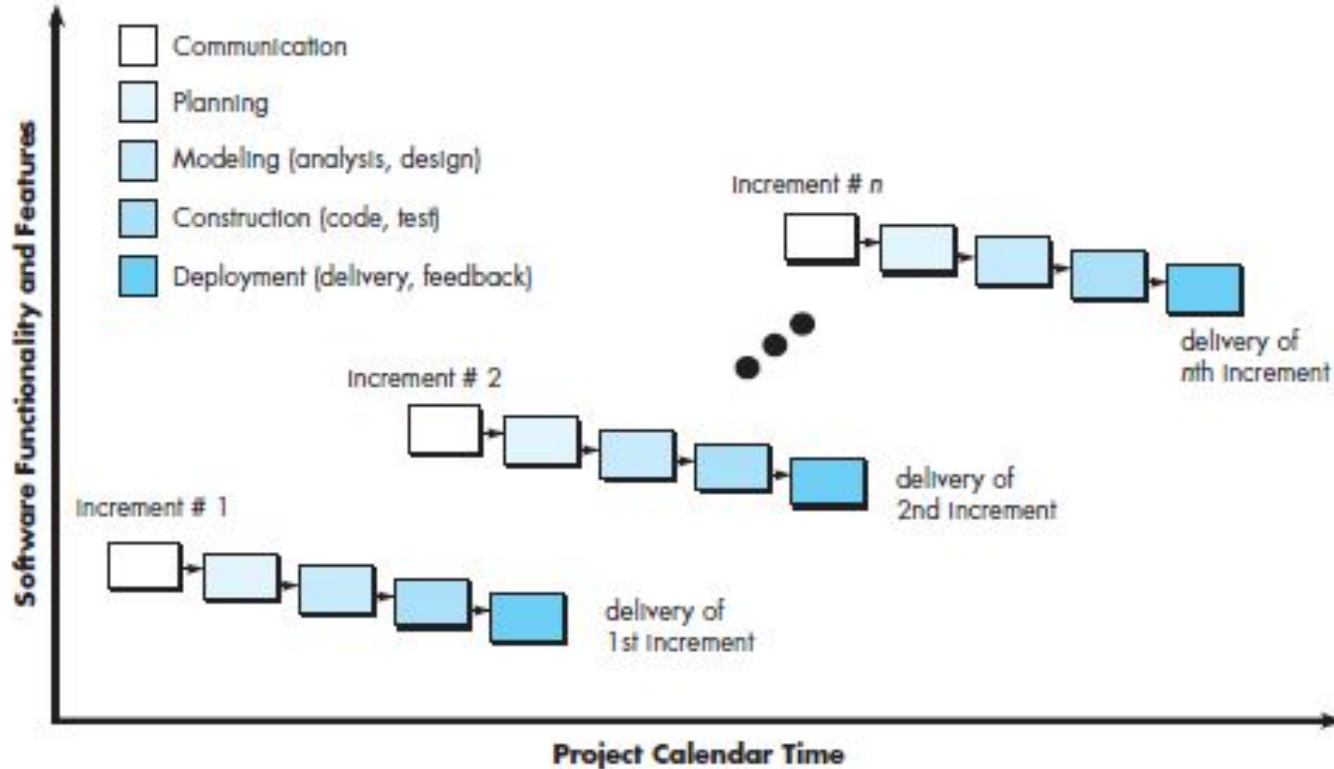 Software Functionality and Features
Communication
Planning
Modeling (analysis, design)
Construction (code, test)
Deployment (delivery, feedback)
Increment # n
delivery of
nth Increment
Increment # 2
delivery of
2nd Increment
Increment # 1
delivery of
1st Increment
Project Calendar Time